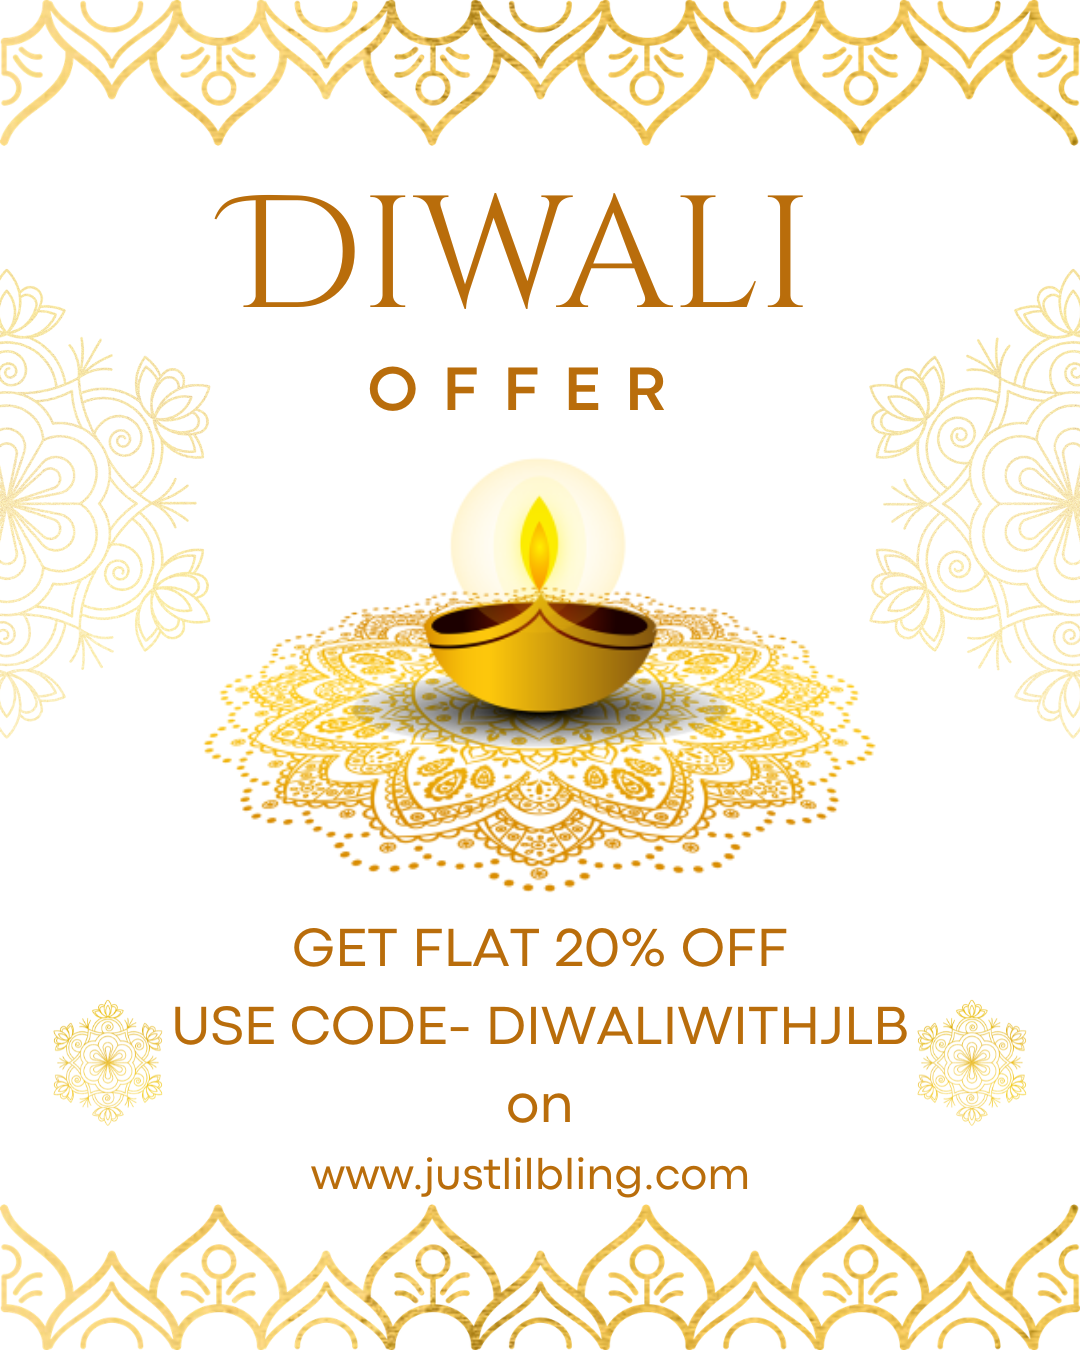 DIWALI
OFFER
GET FLAT 20% OFF
USE CODE- DIWALIWITHJLB
on
www.justlilbling.com